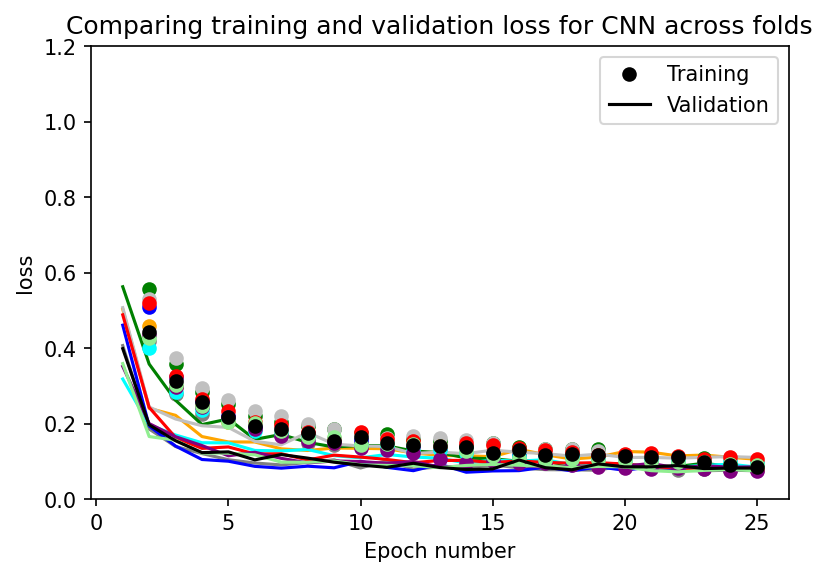 Comparing training and validation loss for CNN across folds
1.2
1.0
0.8
0.6
0.4
0.2
0.0
loss
Training
Validation
0 5 10 15 20 25
Epoch number